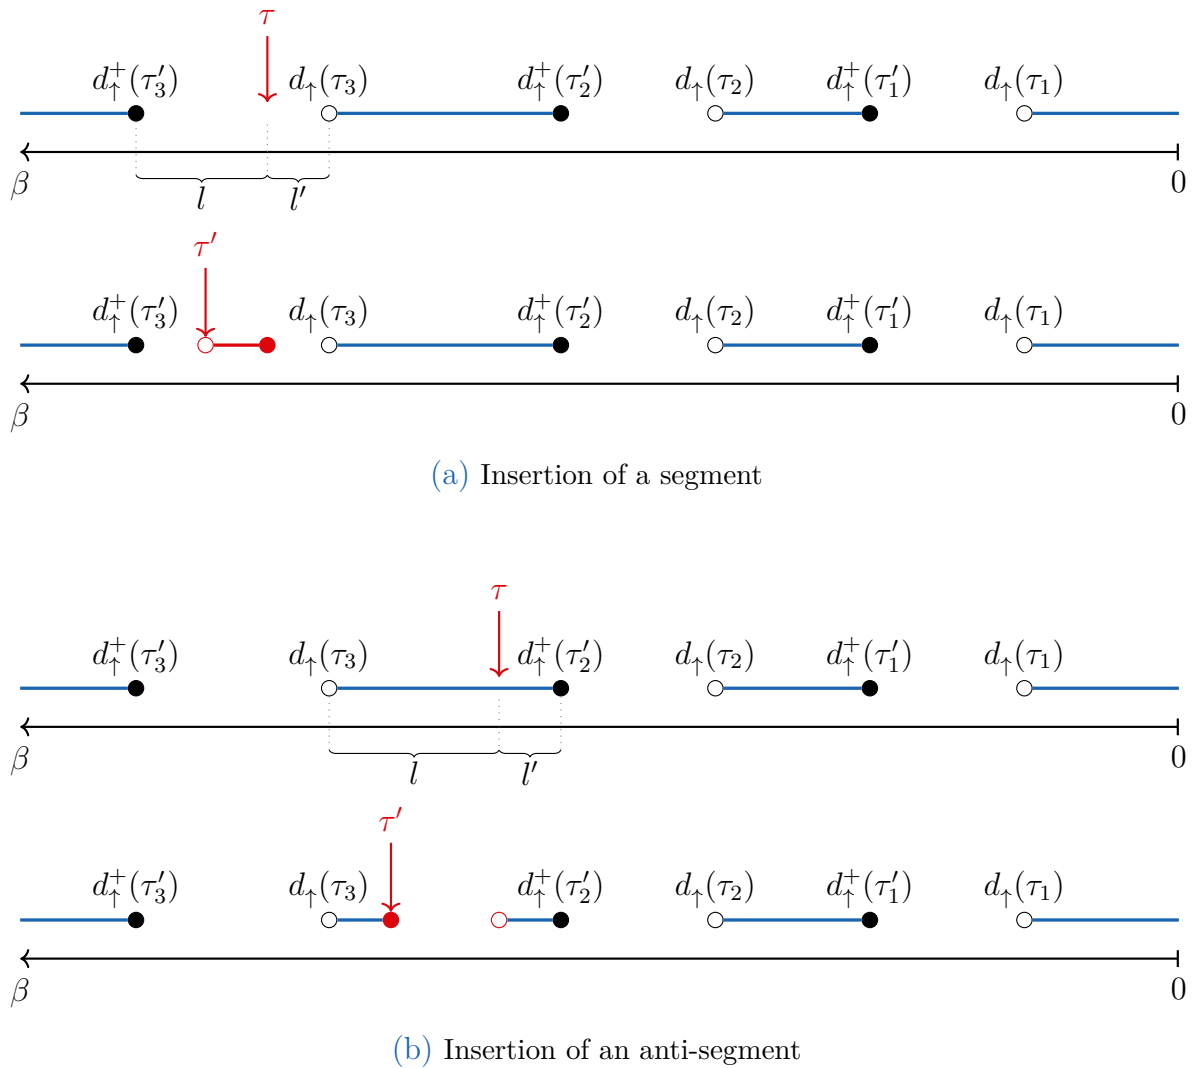 τ
d↑⁺(τ₃′) d↑(τ₃) d↑⁺(τ₂′) d↑(τ₂) d↑⁺(τ₁′) d↑(τ₁)
β l l′ 0
τ′
d↑⁺(τ₃′) d↑(τ₃) d↑⁺(τ₂′) d↑(τ₂) d↑⁺(τ₁′) d↑(τ₁)
β 0
(a) Insertion of a segment
τ
d↑⁺(τ₃′) d↑(τ₃) d↑⁺(τ₂′) d↑(τ₂) d↑⁺(τ₁′) d↑(τ₁)
β l l′ 0
τ′
d↑⁺(τ₃′) d↑(τ₃) d↑⁺(τ₂′) d↑(τ₂) d↑⁺(τ₁′) d↑(τ₁)
β 0
(b) Insertion of an anti-segment